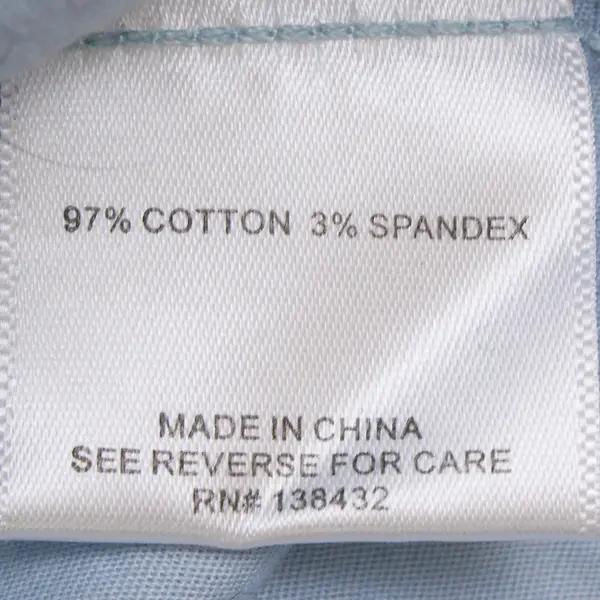 97% COTTON 3% SPANDEX
MADE IN CHINA
SEE REVERSE FOR CARE
RN# 138432